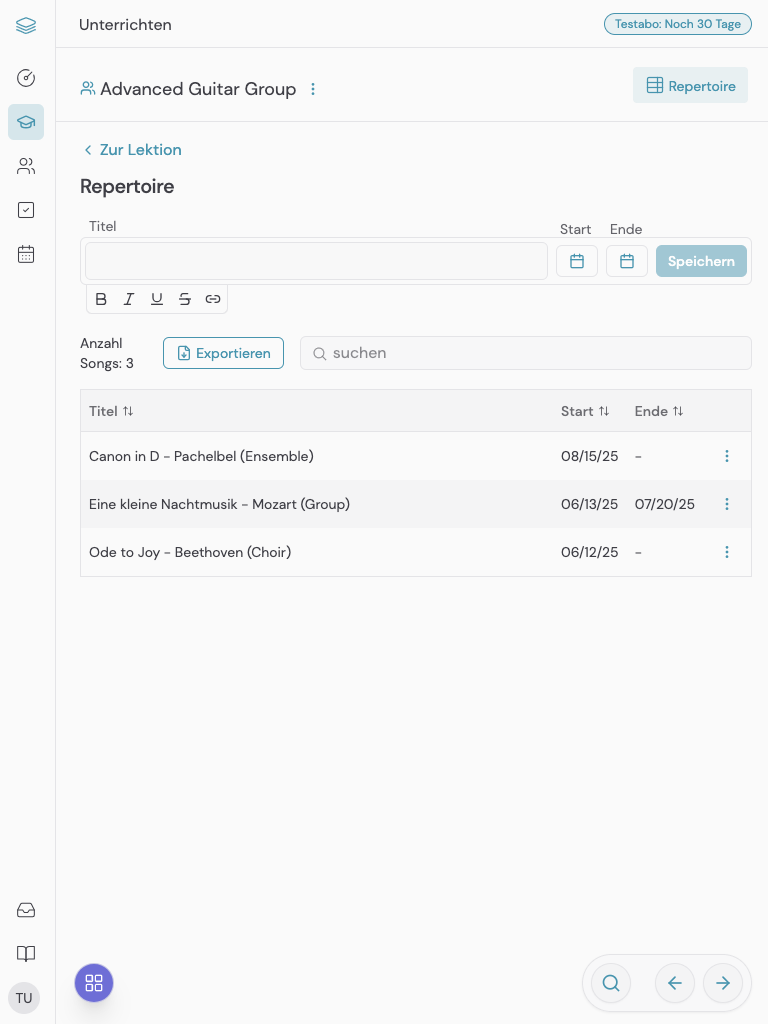 Unterrichten
Testabo: Noch 30 Tage
Advanced Guitar Group
Repertoire
Zur Lektion
Repertoire
Titel
Start
Ende
Speichern
B I U S
Anzahl
Songs: 3
Exportieren
suchen
Titel
Start
Ende
Canon in D - Pachelbel (Ensemble)
08/15/25
-
Eine kleine Nachtmusik - Mozart (Group)
06/13/25
07/20/25
Ode to Joy - Beethoven (Choir)
06/12/25
-
TU